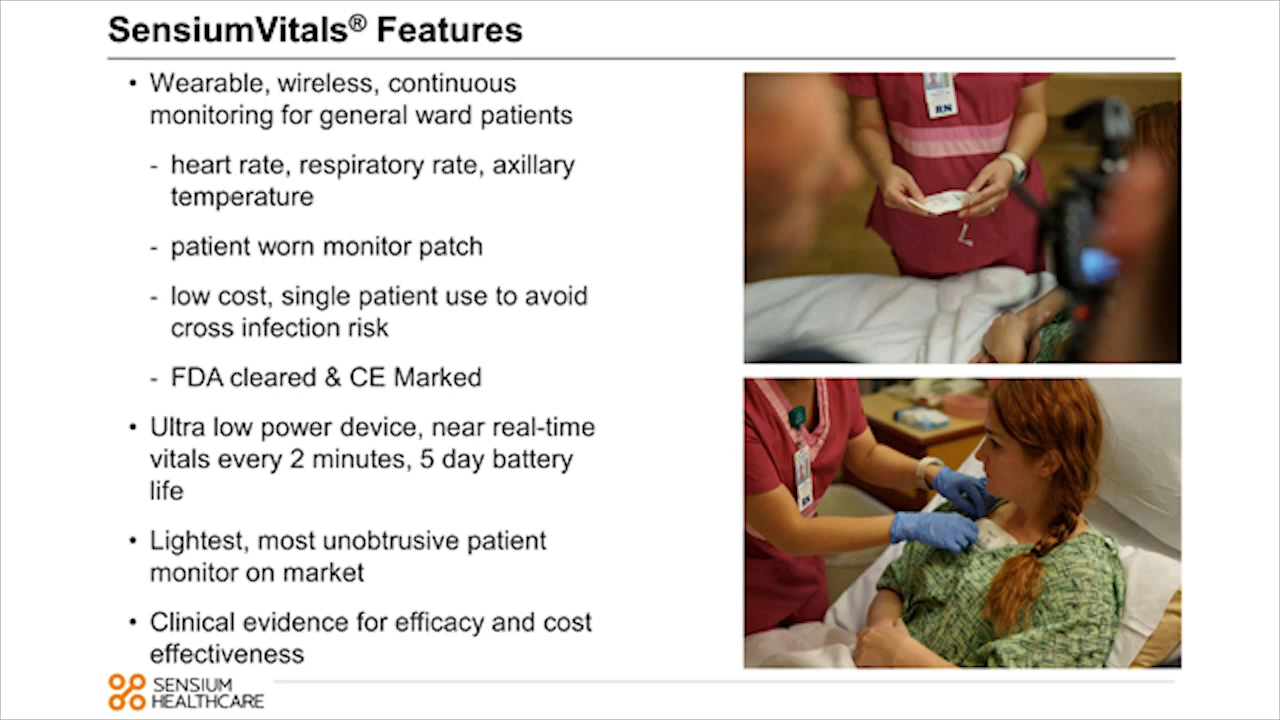 SensiumVitals® Features
• Wearable, wireless, continuous
monitoring for general ward patients
- heart rate, respiratory rate, axillary
temperature
- patient worn monitor patch
- low cost, single patient use to avoid
cross infection risk
- FDA cleared & CE Marked
• Ultra low power device, near real-time
vitals every 2 minutes, 5 day battery
life
• Lightest, most unobtrusive patient
monitor on market
• Clinical evidence for efficacy and cost
effectiveness
RN
SENSIUM
HEALTHCARE